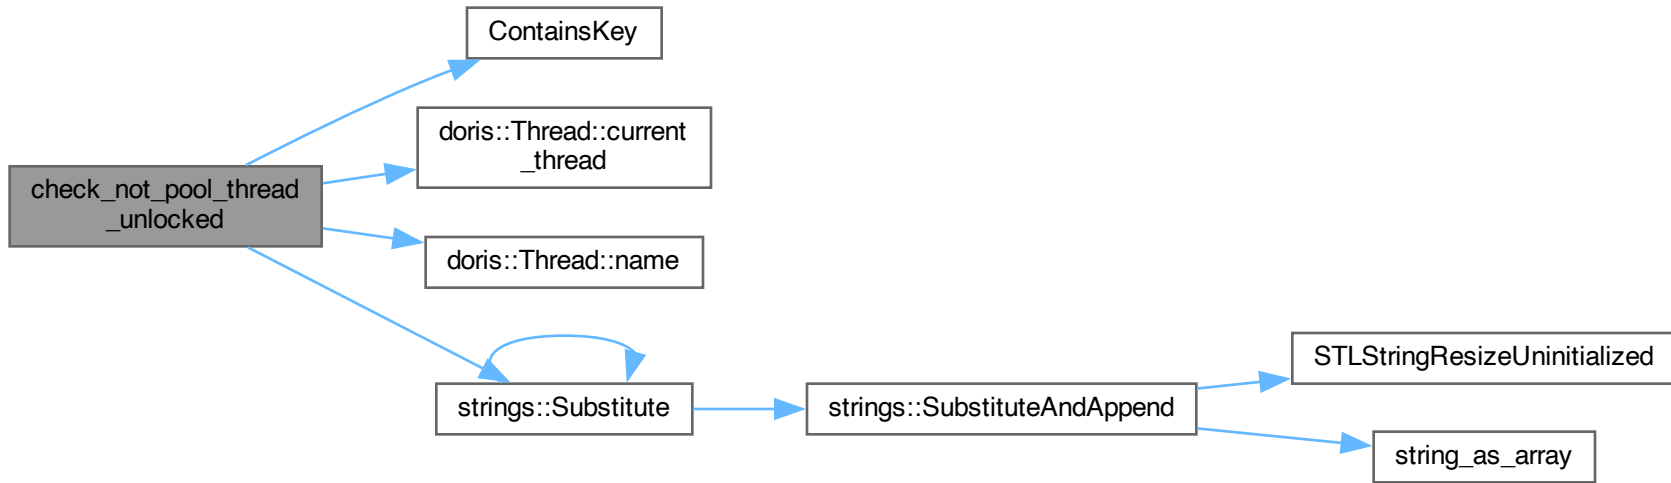 ContainsKey
doris::Thread::current
_thread
check_not_pool_thread
_unlocked
doris::Thread::name
STLStringResizeUninitialized
strings::Substitute
strings::SubstituteAndAppend
string_as_array